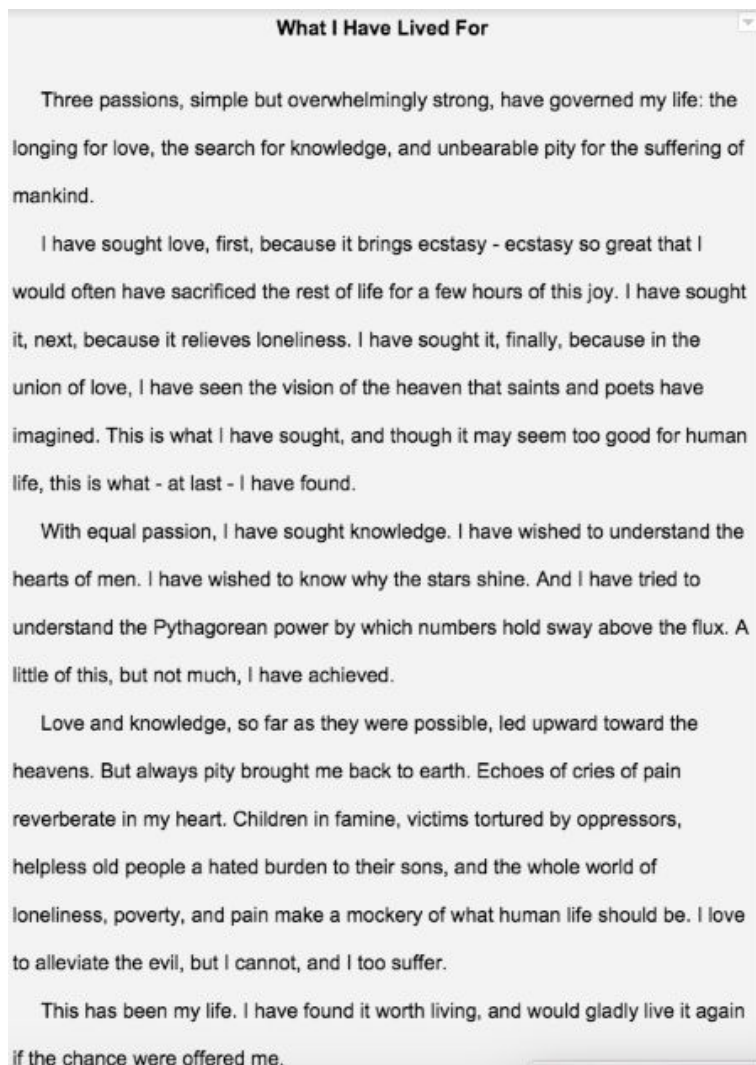 What I Have Lived For
Three passions, simple but overwhelmingly strong, have governed my life: the
longing for love, the search for knowledge, and unbearable pity for the suffering of
mankind.
I have sought love, first, because it brings ecstasy - ecstasy so great that I
would often have sacrificed the rest of life for a few hours of this joy. I have sought
it, next, because it relieves loneliness. I have sought it, finally, because in the
union of love, I have seen the vision of the heaven that saints and poets have
imagined. This is what I have sought, and though it may seem too good for human
life, this is what - at last - I have found.
With equal passion, I have sought knowledge. I have wished to understand the
hearts of men. I have wished to know why the stars shine. And I have tried to
understand the Pythagorean power by which numbers hold sway above the flux. A
little of this, but not much, I have achieved.
Love and knowledge, so far as they were possible, led upward toward the
heavens. But always pity brought me back to earth. Echoes of cries of pain
reverberate in my heart. Children in famine, victims tortured by oppressors,
helpless old people a hated burden to their sons, and the whole world of
loneliness, poverty, and pain make a mockery of what human life should be. I love
to alleviate the evil, but I cannot, and I too suffer.
This has been my life. I have found it worth living, and would gladly live it again
if the chance were offered me.